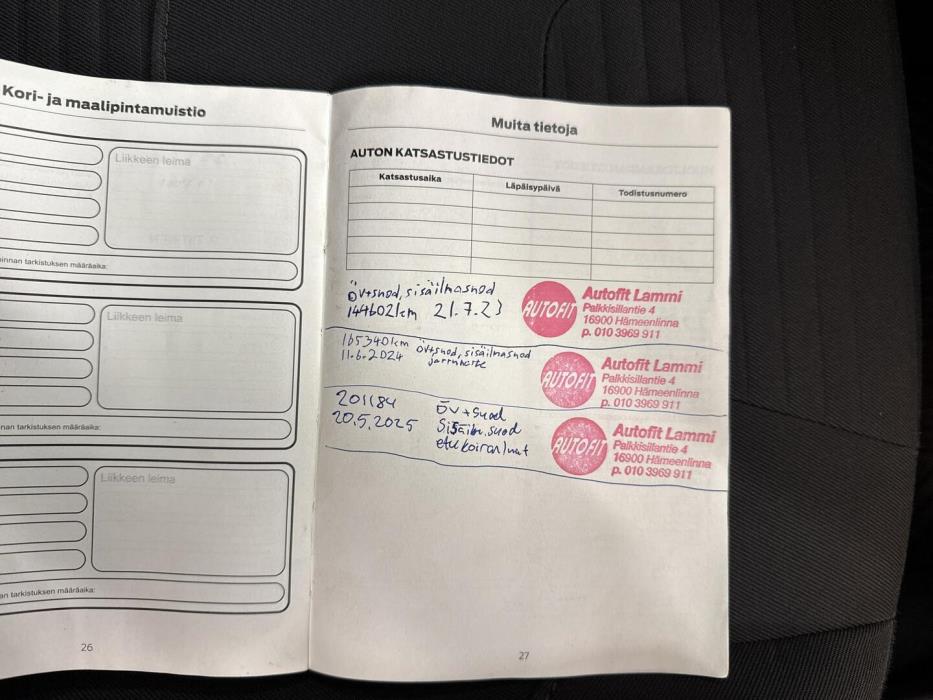 Kori- ja maalipintamuistio
Liikkeen leima
innan tarkistuksen määräaika:
Liikkeen leima
nan tarkistuksen määräaika:
Liikkeen leima
an tarkistuksen määräaika:
26
Muita tietoja
AUTON KATSASTUSTIEDOT
Katsastusaika Läpäisypäivä Todistusnumero
öv+suod, sisäilmasuod
144602km 21.7.23
AUTOFIT
Autofit Lammi
Palkkisillantie 4
16900 Hämeenlinna
p. 010 3969 911
165340km öv+suod, sisäilmasuod
11.6.2024 jarruneste
AUTOFIT
Autofit Lammi
Palkkisillantie 4
16900 Hämeenlinna
p. 010 3969 911
201184 öv+suod
20.5.2025 Sisäilm.suod
etukoiranluut
AUTOFIT
Autofit Lammi
Palkkisillantie 4
16900 Hämeenlinna
p. 010 3969 911
27